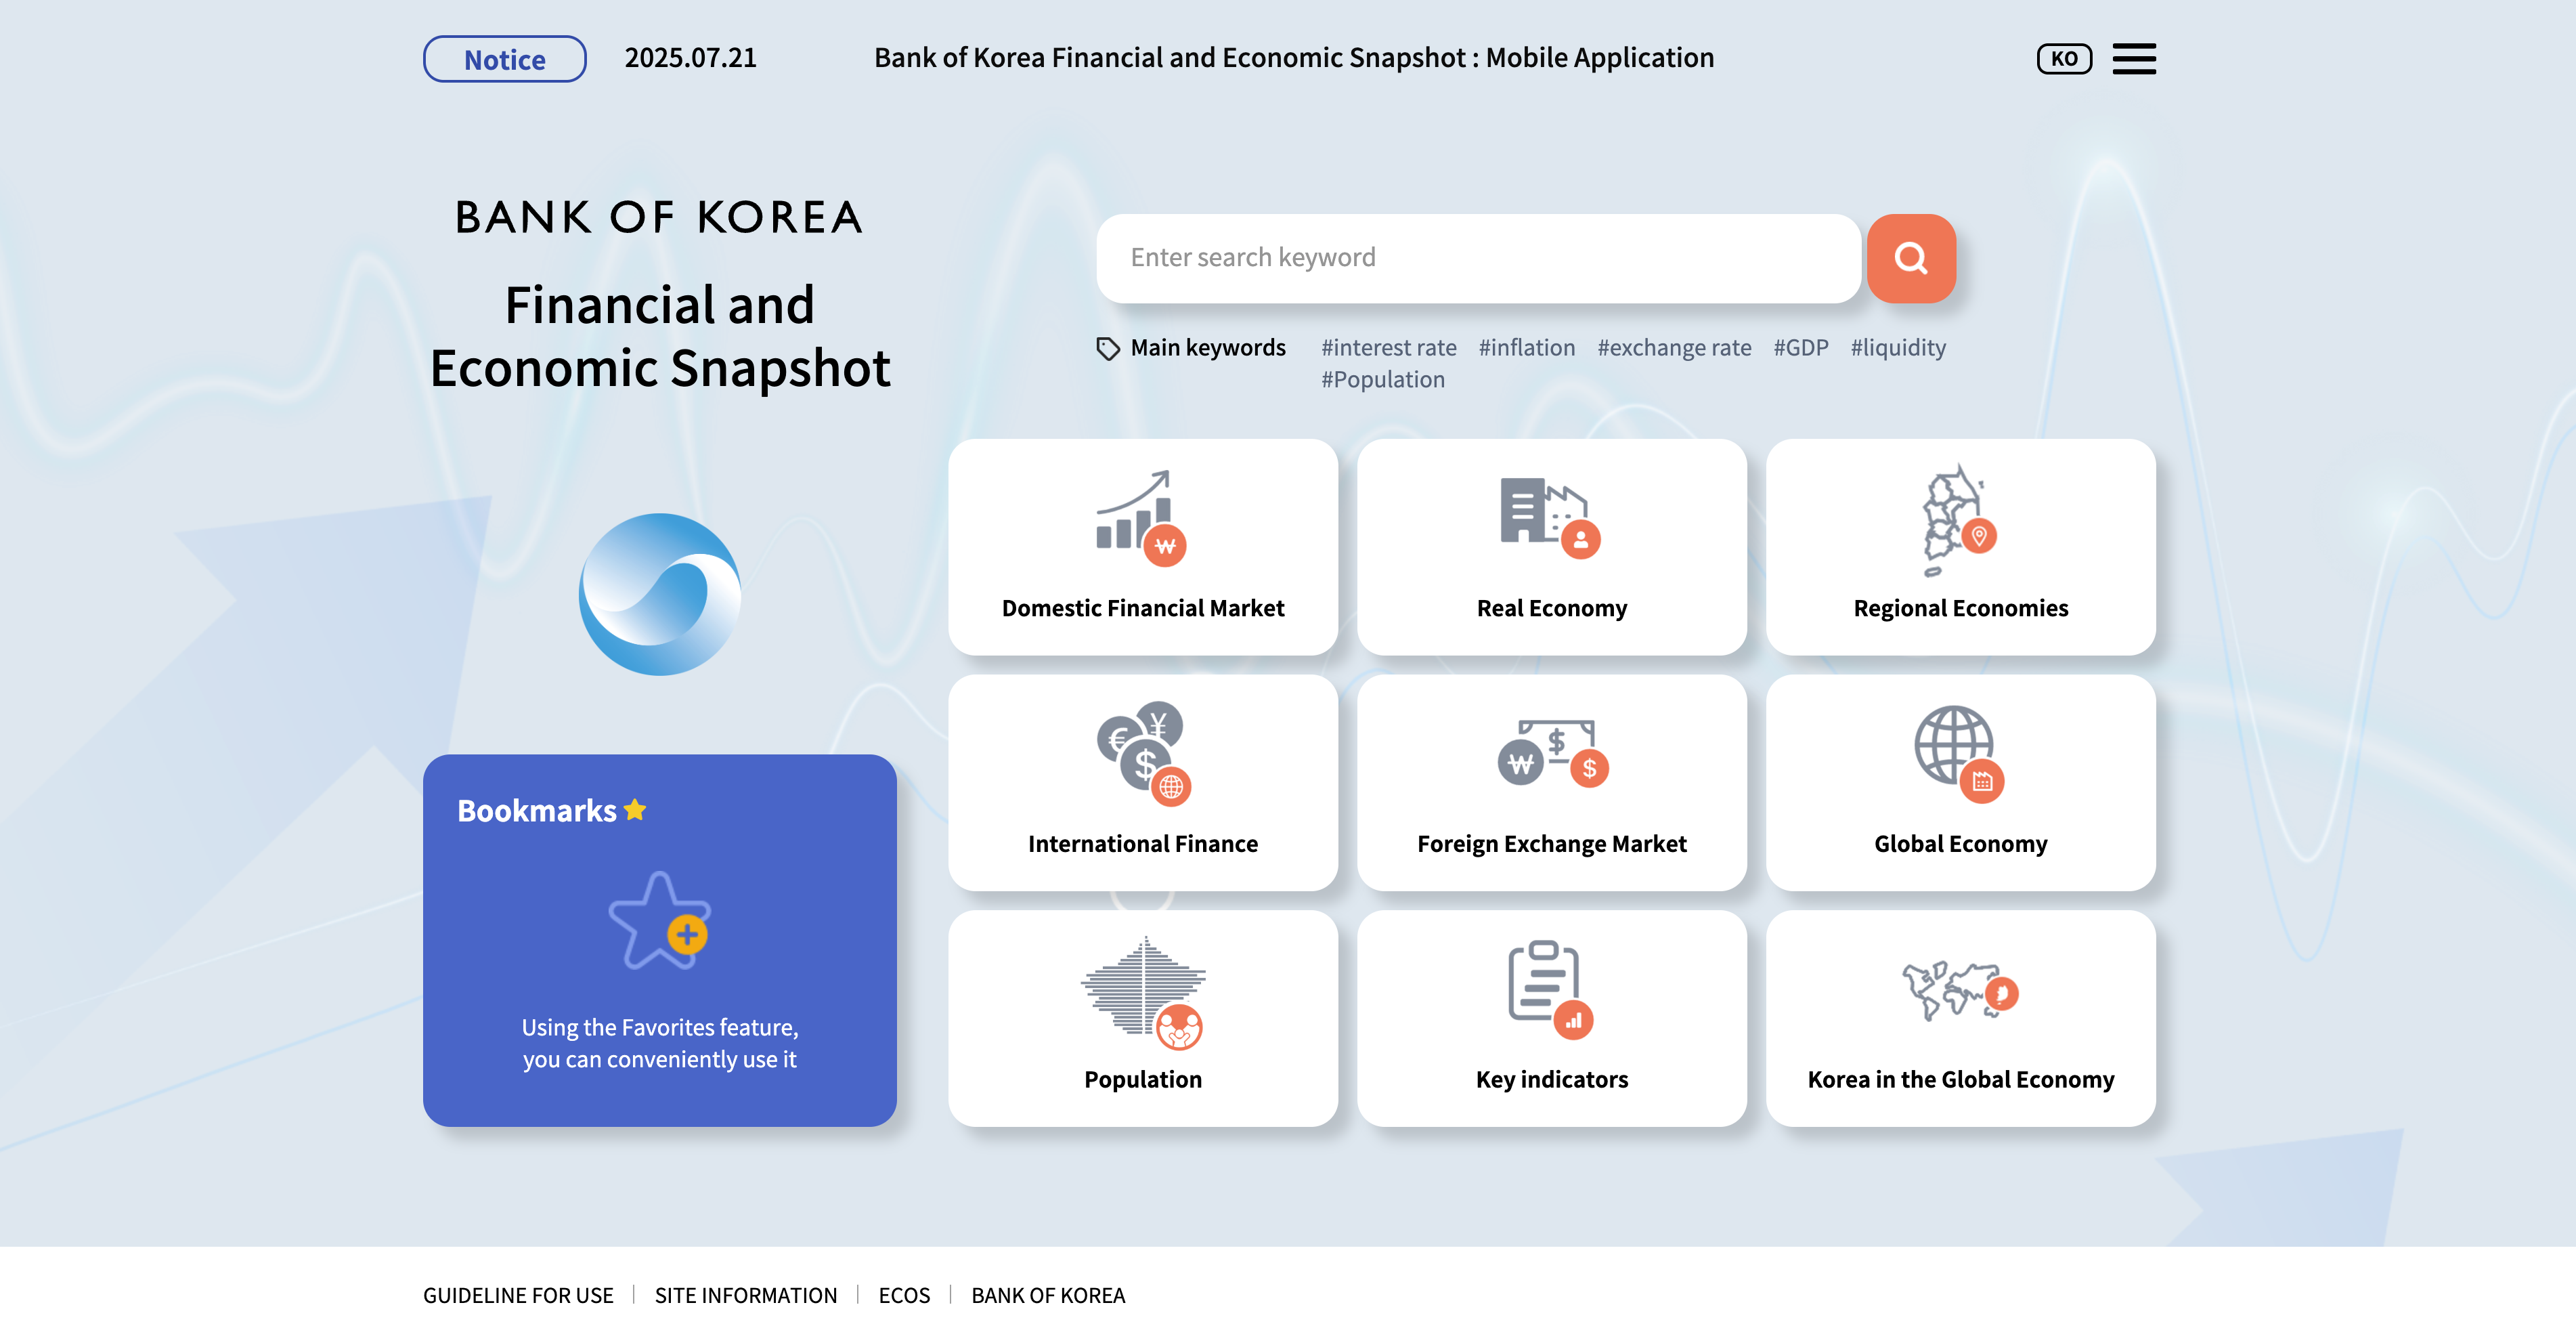 Notice
2025.07.21
Bank of Korea Financial and Economic Snapshot : Mobile Application
KO
BANK OF KOREA
Financial and
Economic Snapshot
Enter search keyword
Main keywords
#interest rate #inflation #exchange rate #GDP #liquidity
#Population
Domestic Financial Market
Real Economy
Regional Economies
International Finance
Foreign Exchange Market
Global Economy
Population
Key indicators
Korea in the Global Economy
Bookmarks
Using the Favorites feature,
you can conveniently use it
GUIDELINE FOR USE
SITE INFORMATION
ECOS
BANK OF KOREA